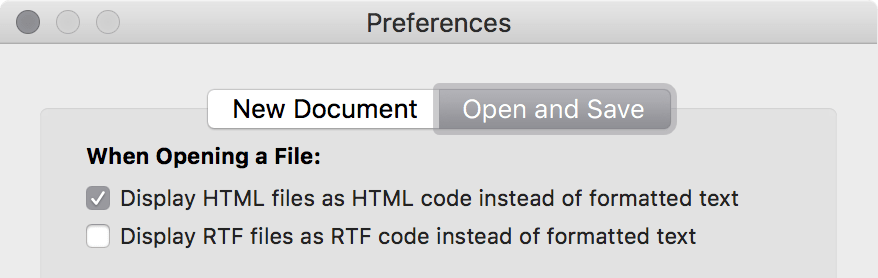 Preferences
New Document Open and Save
When Opening a File:
Display HTML files as HTML code instead of formatted text
Display RTF files as RTF code instead of formatted text